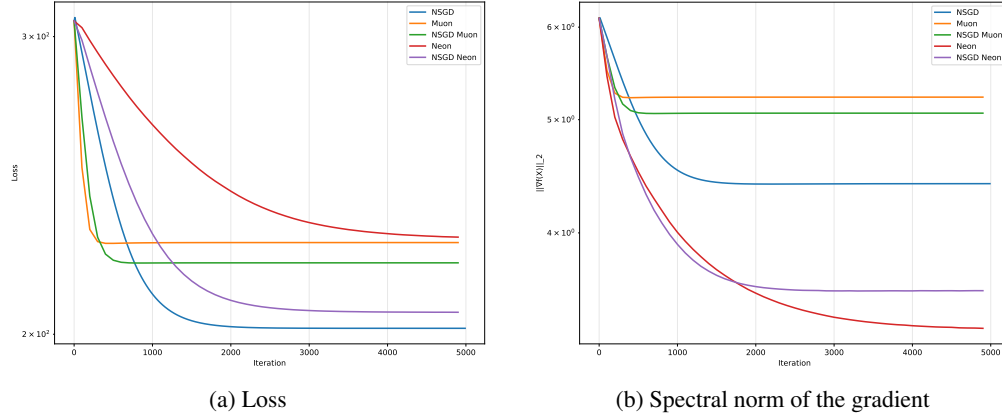 NSGD
Muon
NSGD Muon
Neon
NSGD Neon
3 × 10²
2 × 10²
Loss
0
1000
2000
3000
4000
5000
Iteration
(a) Loss
NSGD
Muon
NSGD Muon
Neon
NSGD Neon
6 × 10⁰
5 × 10⁰
4 × 10⁰
||∇f(X)||_2
0
1000
2000
3000
4000
5000
Iteration
(b) Spectral norm of the gradient